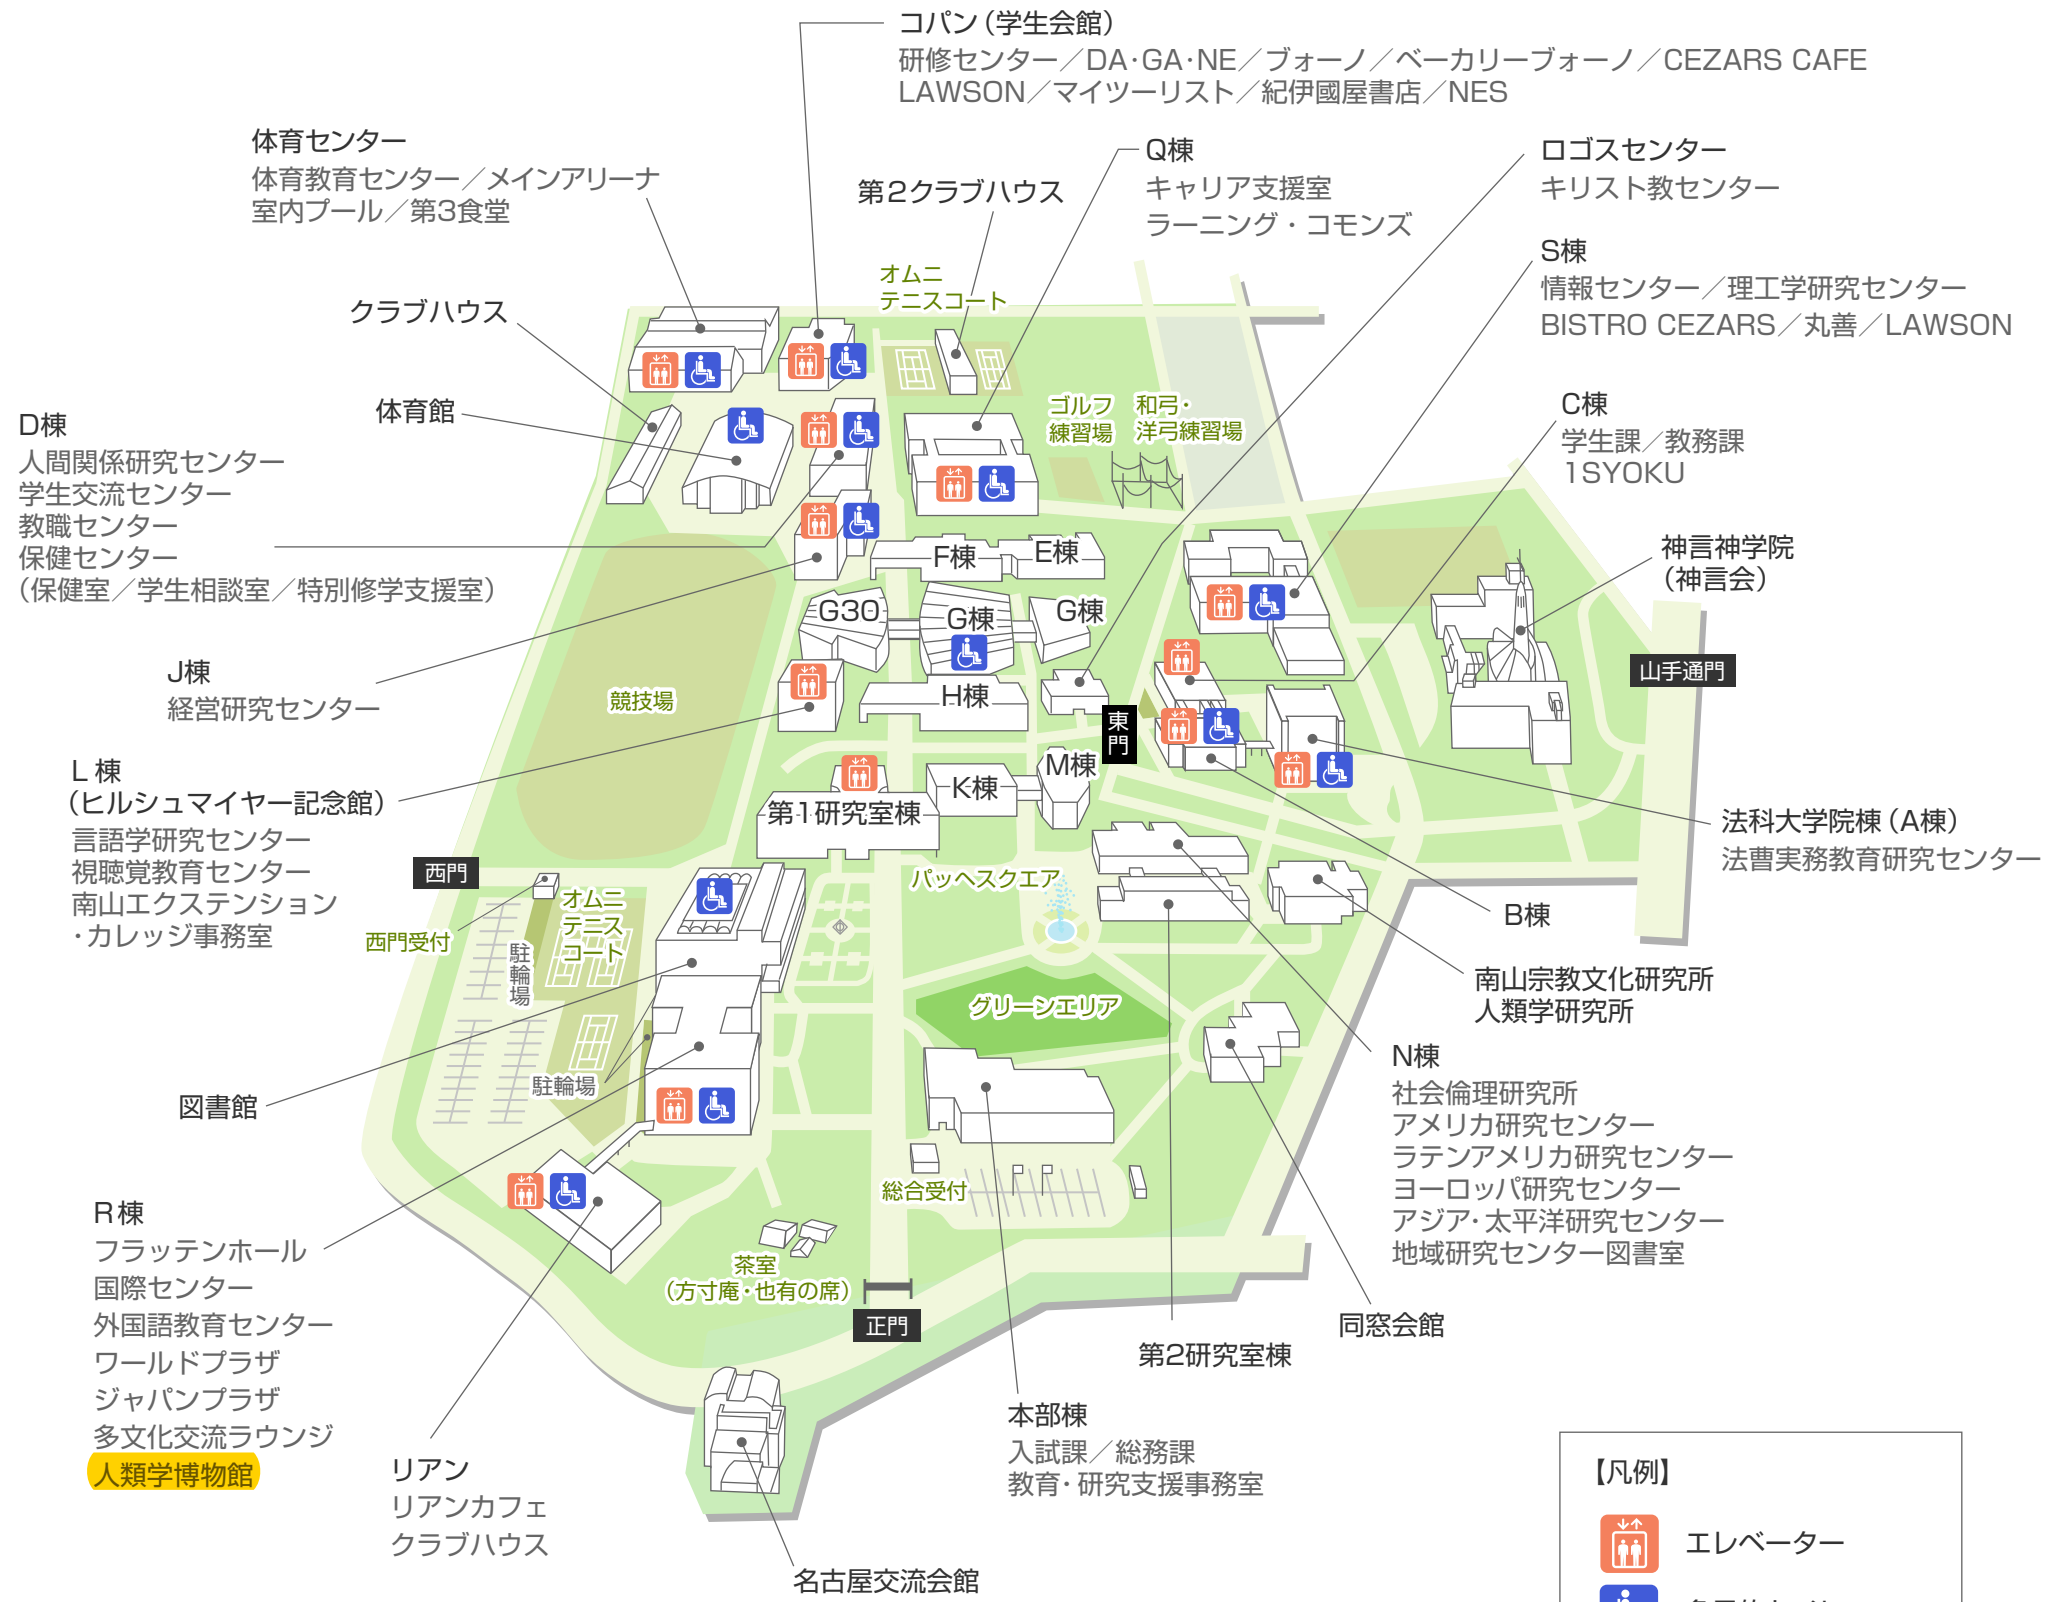 コパン（学生会館）
研修センター／DA・GA・NE／ブォーノ／ベーカリーブォーノ／CEZARS CAFE
LAWSON／マイツーリスト／紀伊國屋書店／NES
体育センター
体育教育センター／メインアリーナ
室内プール／第3食堂
第2クラブハウス
Q棟
キャリア支援室
ラーニング・コモンズ
ロゴスセンター
キリスト教センター
S棟
情報センター／理工学研究センター
BISTRO CEZARS／丸善／LAWSON
オムニ
テニスコート
クラブハウス
体育館
ゴルフ
練習場
和弓・
洋弓練習場
C棟
学生課／教務課
1SYOKU
D棟
人間関係研究センター
学生交流センター
教職センター
保健センター
（保健室／学生相談室／特別修学支援室）
F棟
E棟
神言神学院
（神言会）
G30
G棟
G棟
J棟
経営研究センター
山手通門
競技場
H棟
東門
L棟
（ヒルシュマイヤー記念館）
言語学研究センター
視聴覚教育センター
南山エクステンション
・カレッジ事務室
M棟
K棟
第1研究室棟
法科大学院棟（A棟）
法曹実務教育研究センター
西門
パッヘスクエア
オムニ
テニス
コート
西門受付
駐輪場
B棟
南山宗教文化研究所
人類学研究所
グリーンエリア
N棟
社会倫理研究所
アメリカ研究センター
ラテンアメリカ研究センター
ヨーロッパ研究センター
アジア・太平洋研究センター
地域研究センター図書室
駐輪場
図書館
総合受付
R棟
フラッテンホール
国際センター
外国語教育センター
ワールドプラザ
ジャパンプラザ
多文化交流ラウンジ
人類学博物館
茶室
（方寸庵・也有の席）
正門
同窓会館
第2研究室棟
本部棟
入試課／総務課
教育・研究支援事務室
リアン
リアンカフェ
クラブハウス
名古屋交流会館
【凡例】
エレベーター